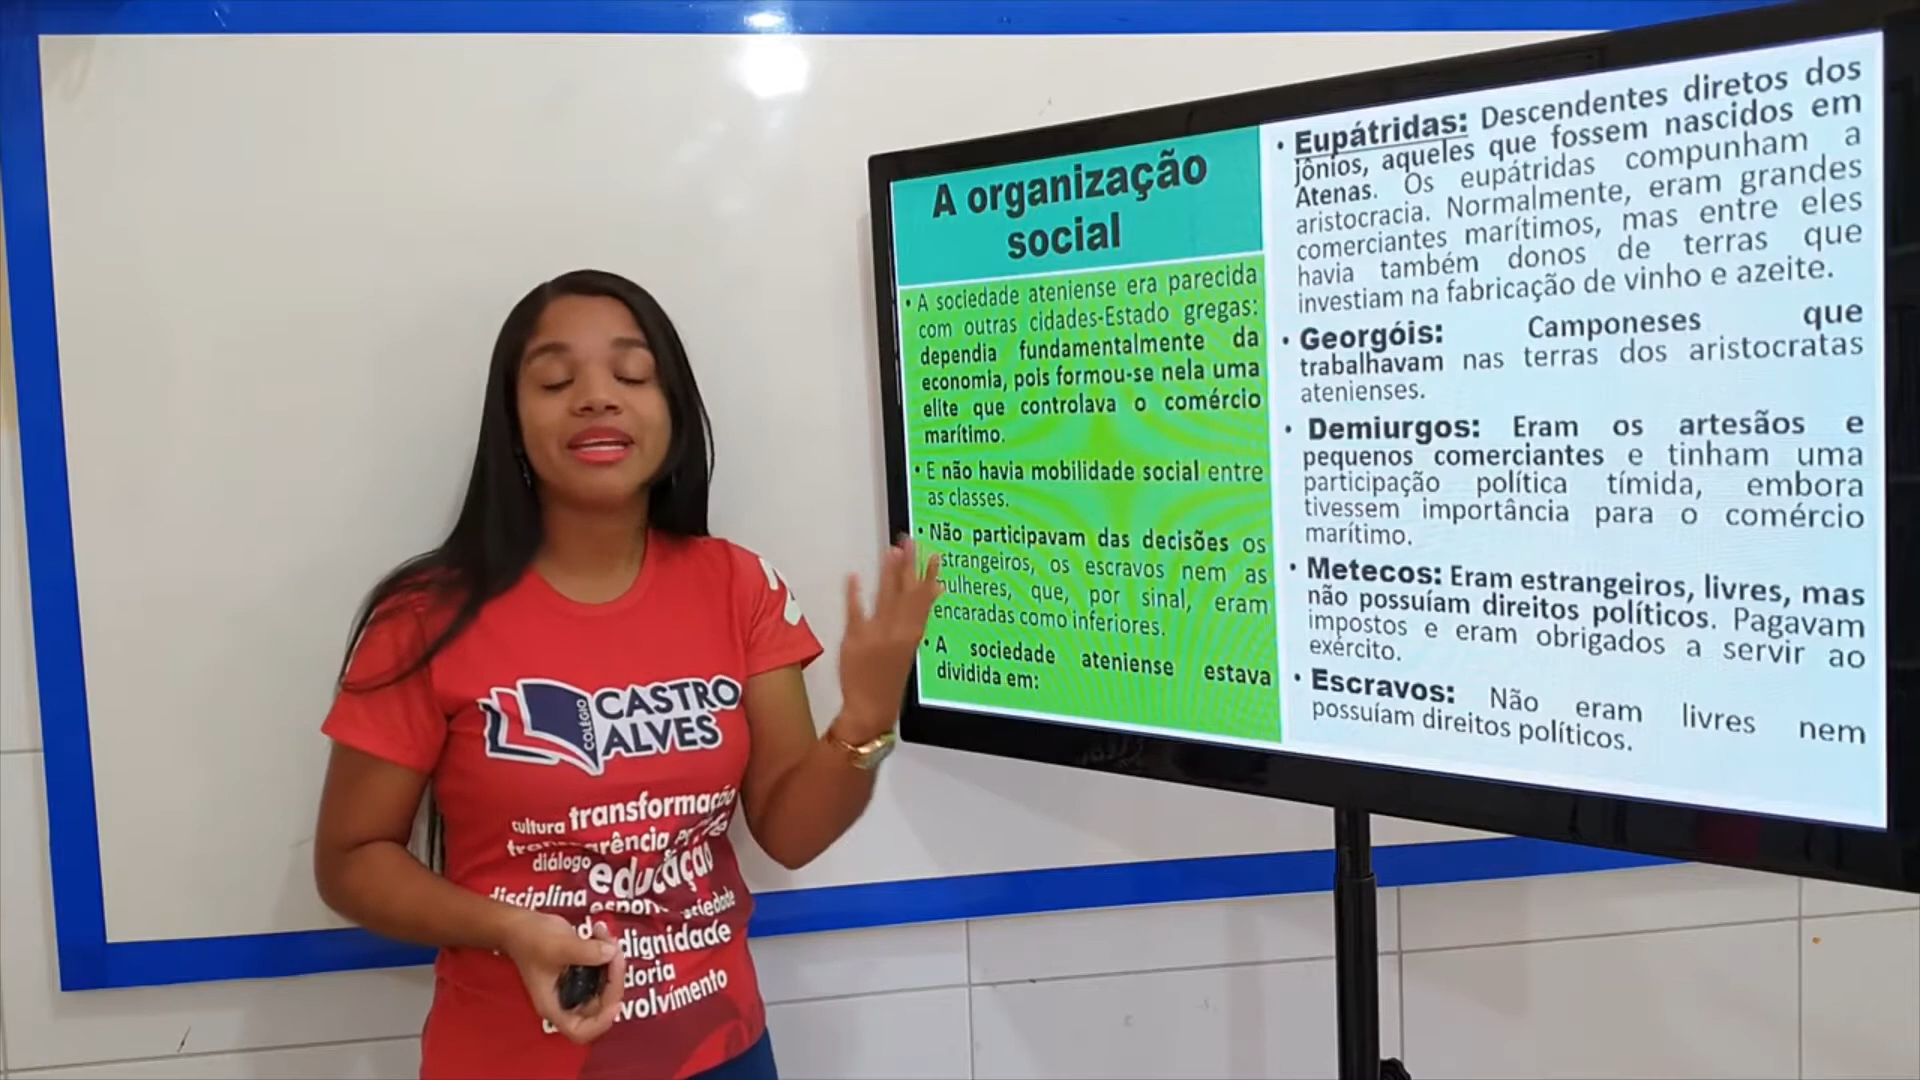 A organização
social
• A sociedade ateniense era parecida
com outras cidades-Estado gregas:
dependia fundamentalmente da
economia, pois formou-se nela uma
elite que controlava o comércio
marítimo.
• E não havia mobilidade social entre
as classes.
• Não participavam das decisões os
estrangeiros, os escravos nem as
mulheres, que, por sinal, eram
encaradas como inferiores.
• A sociedade ateniense estava
dividida em:
• Eupátridas: Descendentes diretos dos
jônios, aqueles que fossem nascidos em
Atenas. Os eupátridas compunham a
aristocracia. Normalmente, eram grandes
comerciantes marítimos, mas entre eles
havia também donos de terras que
investiam na fabricação de vinho e azeite.
• Georgóis: Camponeses que
trabalhavam nas terras dos aristocratas
atenienses.
• Demiurgos: Eram os artesãos e
pequenos comerciantes e tinham uma
participação política tímida, embora
tivessem importância para o comércio
marítimo.
• Metecos: Eram estrangeiros, livres, mas
não possuíam direitos políticos. Pagavam
impostos e eram obrigados a servir ao
exército.
• Escravos: Não eram livres nem
possuíam direitos políticos.
COLÉGIO
CASTRO
ALVES
cultura transformação
diálogo
educação
disciplina
dignidade